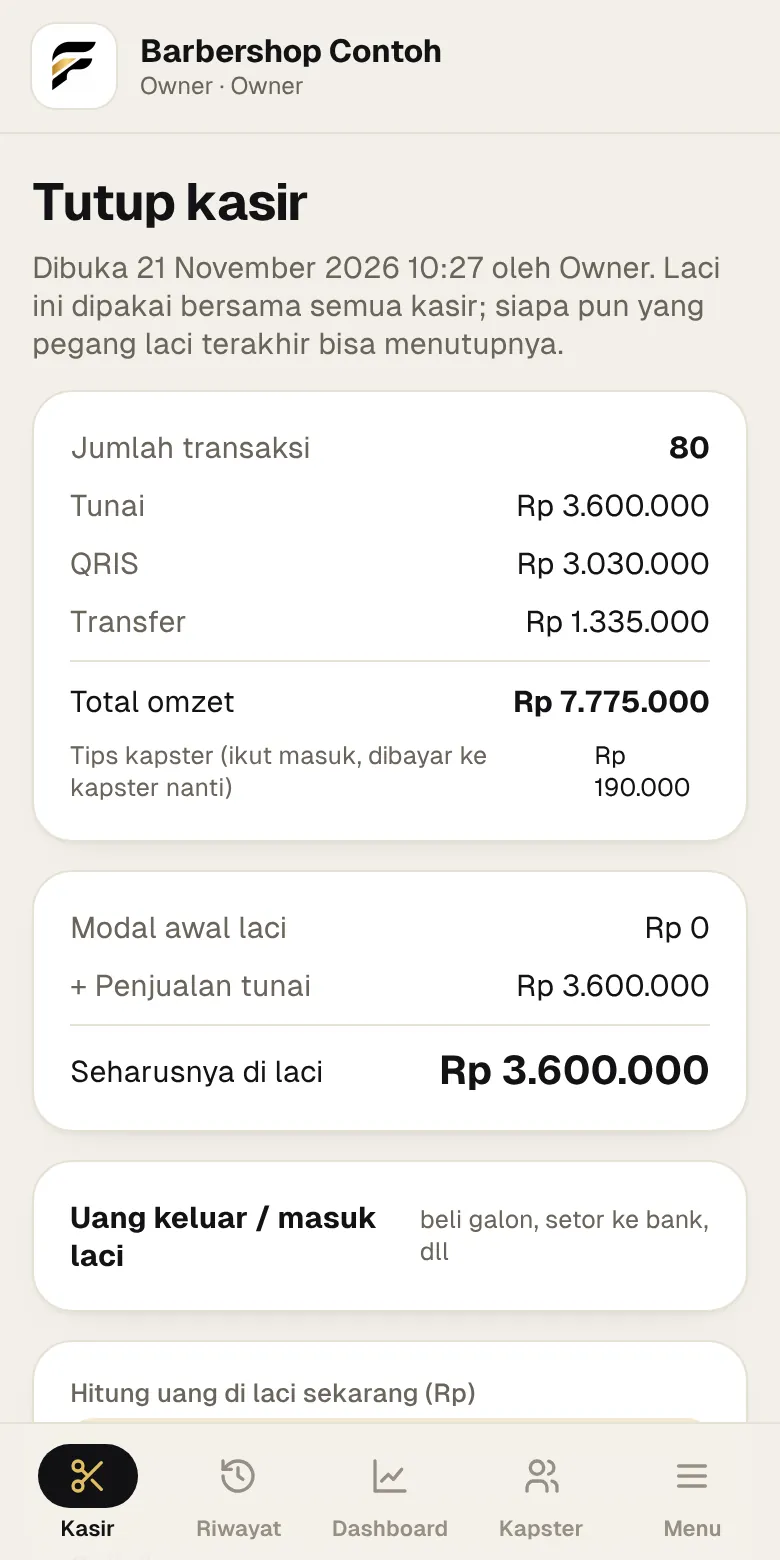 Barbershop Contoh
Owner · Owner
Tutup kasir
Dibuka 21 November 2026 10:27 oleh Owner. Laci
ini dipakai bersama semua kasir; siapa pun yang
pegang laci terakhir bisa menutupnya.
Jumlah transaksi 80
Tunai Rp 3.600.000
QRIS Rp 3.030.000
Transfer Rp 1.335.000
Total omzet Rp 7.775.000
Tips kapster (ikut masuk, dibayar ke
kapster nanti)
Rp
190.000
Modal awal laci Rp 0
+ Penjualan tunai Rp 3.600.000
Seharusnya di laci Rp 3.600.000
Uang keluar / masuk
laci
beli galon, setor ke bank,
dll
Hitung uang di laci sekarang (Rp)
Kasir Riwayat Dashboard Kapster Menu